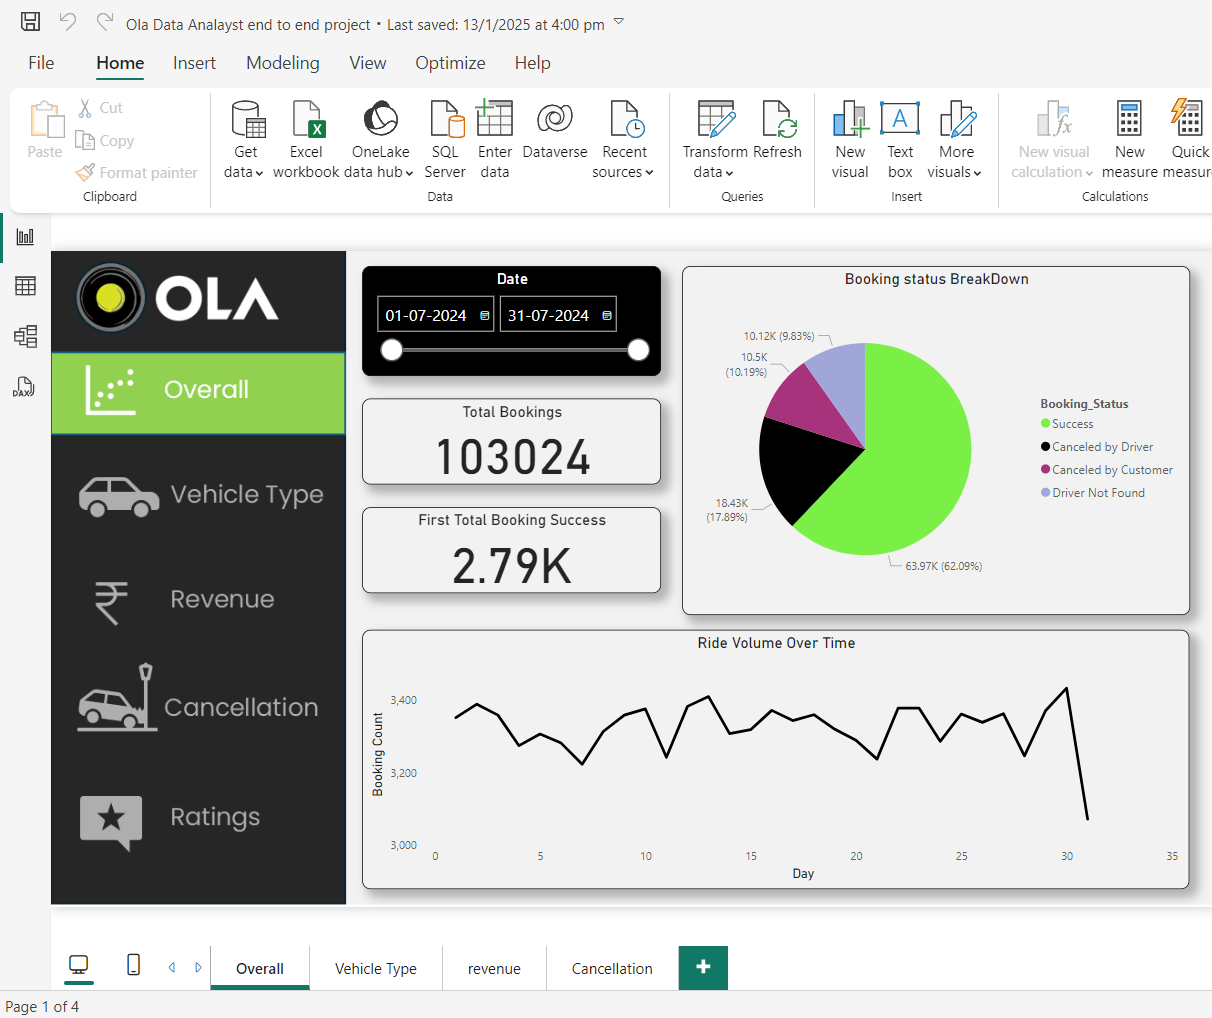 Ola Data Analayst end to end project • Last saved: 13/1/2025 at 4:00 pm
File Home Insert Modeling View Optimize Help
Paste
Cut
Copy
Format painter
Clipboard
Get data
Excel workbook
OneLake data hub
SQL Server
Enter data
Dataverse
Recent sources
Data
Transform data
Refresh
Queries
New visual
Text box
More visuals
Insert
New visual calculation
New measure
Quick measur
Calculations
DAX
OLA
Overall
Vehicle Type
Revenue
Cancellation
Ratings
Date
01-07-2024 31-07-2024
Total Bookings
103024
First Total Booking Success
2.79K
Booking status BreakDown
10.12K (9.83%)
10.5K
(10.19%)
18.43K
(17.89%)
63.97K (62.09%)
Booking_Status
Success
Canceled by Driver
Canceled by Customer
Driver Not Found
Ride Volume Over Time
Booking Count
3,400
3,200
3,000
0 5 10 15 20 25 30 35
Day
Overall Vehicle Type revenue Cancellation
Page 1 of 4